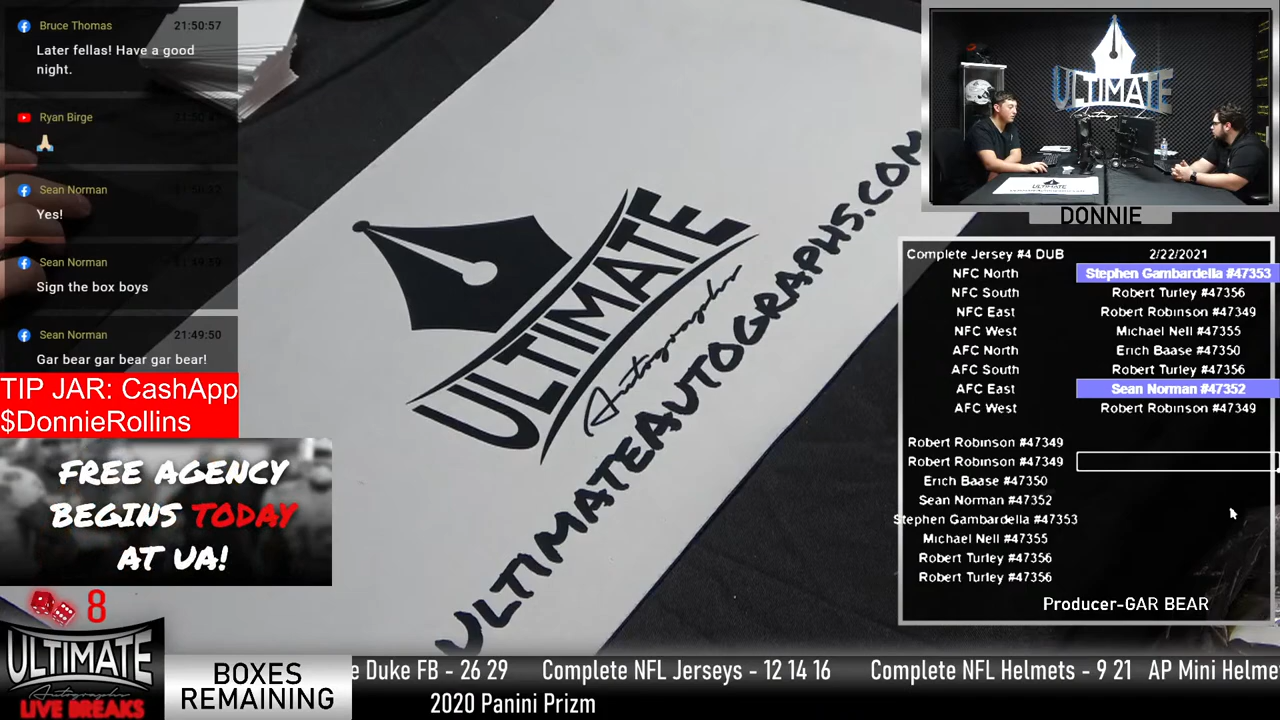 Bruce Thomas 21:50:57
Later fellas! Have a good
night.
Ryan Birge
Sean Norman
Yes!
Sean Norman
Sign the box boys
Sean Norman 21:49:50
Gar bear gar bear gar bear!
TIP JAR: CashApp
$DonnieRollins
FREE AGENCY
BEGINS TODAY
AT UA!
8
ULTIMATE
Autographs
LIVE BREAKS
BOXES
REMAINING
ULTIMATE
Autographs
ULTIMATEAUTOGRAPHS.COM
ULTIMATE
DONNIE
Complete Jersey #4 DUB 2/22/2021
NFC North Stephen Gambardella #47353
NFC South Robert Turley #47356
NFC East Robert Robinson #47349
NFC West Michael Nell #47355
AFC North Erich Baase #47350
AFC South Robert Turley #47356
AFC East Sean Norman #47352
AFC West Robert Robinson #47349
Robert Robinson #47349
Robert Robinson #47349
Erich Baase #47350
Sean Norman #47352
Stephen Gambardella #47353
Michael Nell #47355
Robert Turley #47356
Robert Turley #47356
Producer-GAR BEAR
e Duke FB - 26 29 Complete NFL Jerseys - 12 14 16 Complete NFL Helmets - 9 21 AP Mini Helme
2020 Panini Prizm